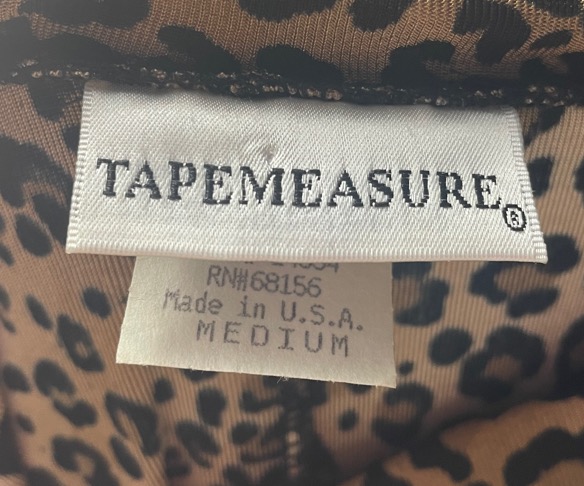 TAPEMEASURE®
RN#68156
Made in U.S.A.
MEDIUM